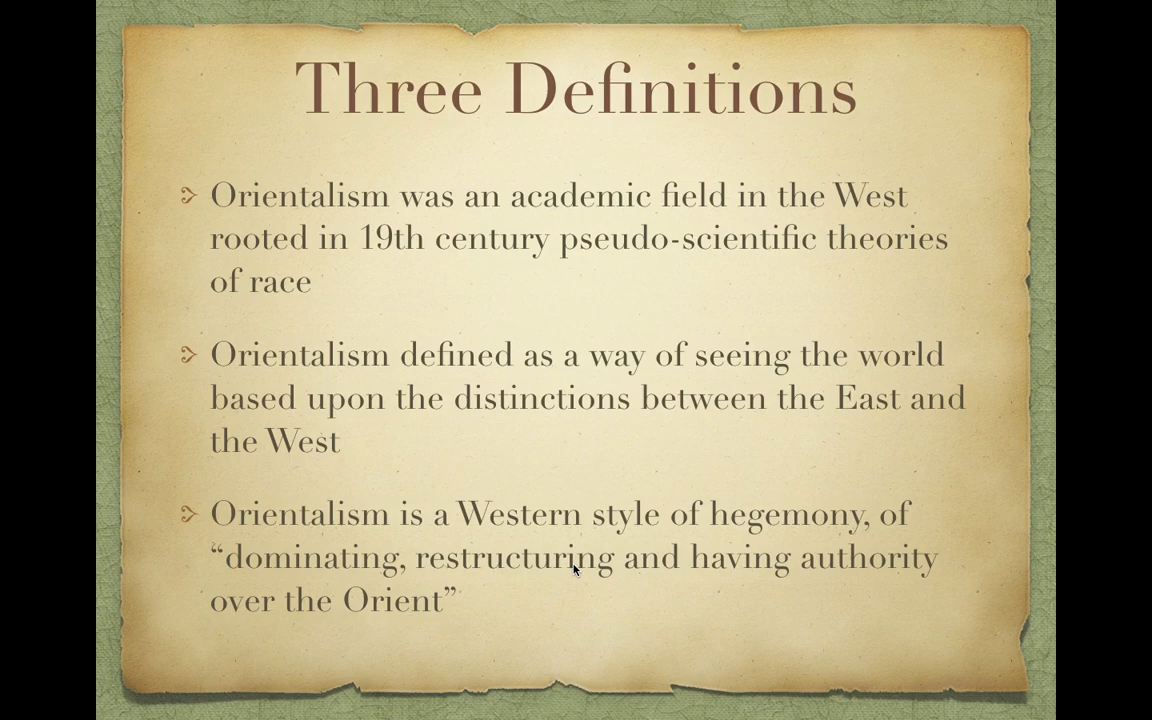 Three Definitions
Orientalism was an academic field in the West
rooted in 19th century pseudo-scientific theories
of race
Orientalism defined as a way of seeing the world
based upon the distinctions between the East and
the West
Orientalism is a Western style of hegemony, of
“dominating, restructuring and having authority
over the Orient”